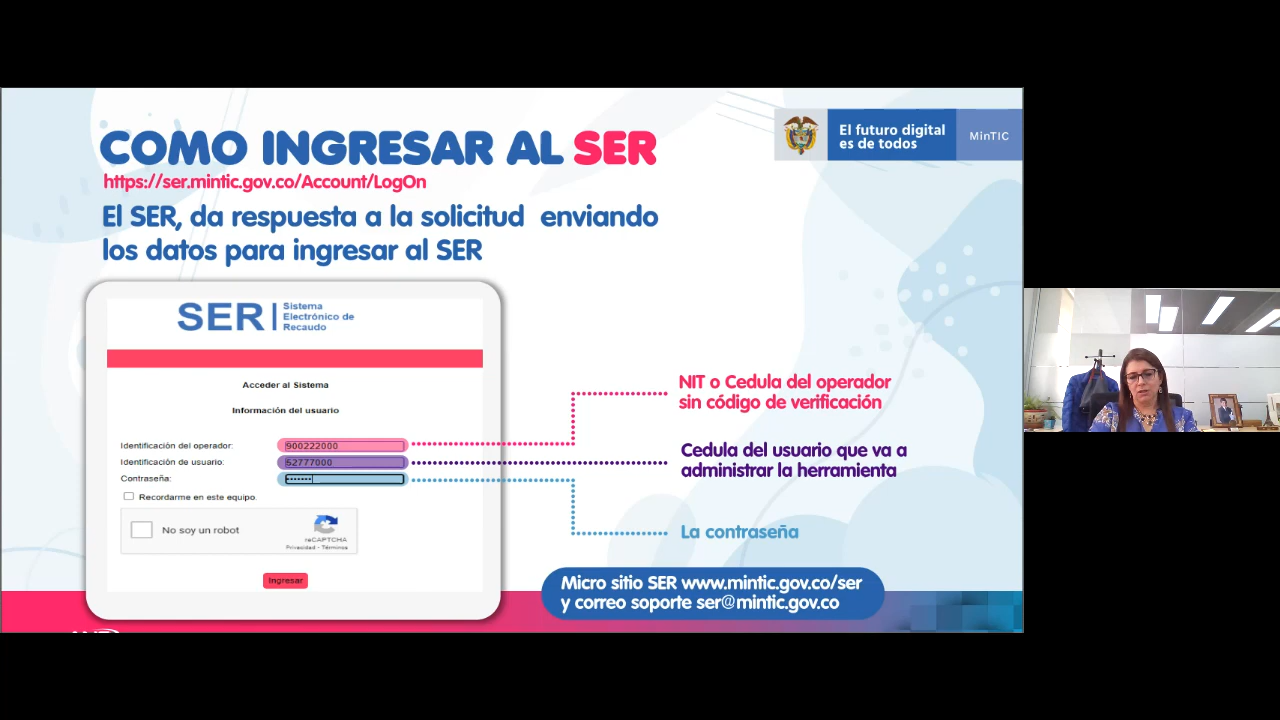 COMO INGRESAR AL SER
https://ser.mintic.gov.co/Account/LogOn
El SER, da respuesta a la solicitud enviando
los datos para ingresar al SER
El futuro digital
es de todos
MinTIC
SER
Sistema
Electrónico de
Recaudo
Acceder al Sistema
Información del usuario
Identificación del operador: 900222000
Identificación de usuario: 52777000
Contraseña: •••••••
Recordarme en este equipo.
No soy un robot
reCAPTCHA
Privacidad - Términos
Ingresar
NIT o Cedula del operador
sin código de verificación
Cedula del usuario que va a
administrar la herramienta
La contraseña
Micro sitio SER www.mintic.gov.co/ser
y correo soporte ser@mintic.gov.co